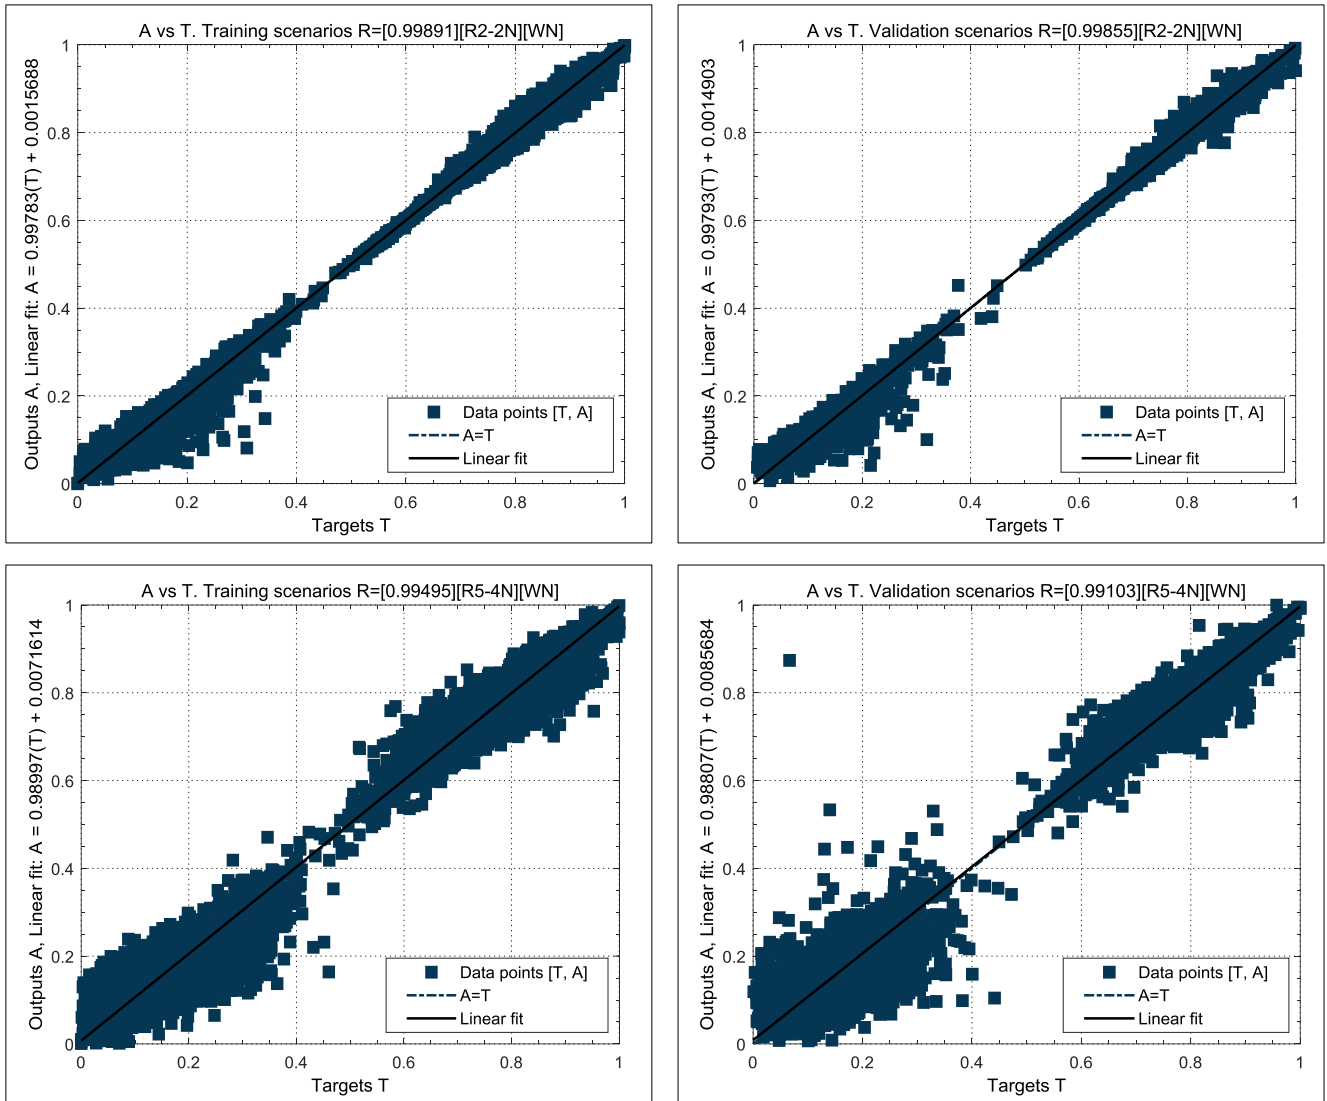 A vs T. Training scenarios R=[0.99891][R2-2N][WN]
Outputs A, Linear fit: A = 0.99783(T) + 0.0015688
1
0.8
0.6
0.4
0.2
0
Data points [T, A]
A=T
Linear fit
0 0.2 0.4 0.6 0.8 1
Targets T
A vs T. Validation scenarios R=[0.99855][R2-2N][WN]
Outputs A, Linear fit: A = 0.99793(T) + 0.0014903
1
0.8
0.6
0.4
0.2
0
Data points [T, A]
A=T
Linear fit
0 0.2 0.4 0.6 0.8 1
Targets T
A vs T. Training scenarios R=[0.99495][R5-4N][WN]
Outputs A, Linear fit: A = 0.98997(T) + 0.0071614
1
0.8
0.6
0.4
0.2
0
Data points [T, A]
A=T
Linear fit
0 0.2 0.4 0.6 0.8 1
Targets T
A vs T. Validation scenarios R=[0.99103][R5-4N][WN]
Outputs A, Linear fit: A = 0.98807(T) + 0.0085684
1
0.8
0.6
0.4
0.2
0
Data points [T, A]
A=T
Linear fit
0 0.2 0.4 0.6 0.8 1
Targets T